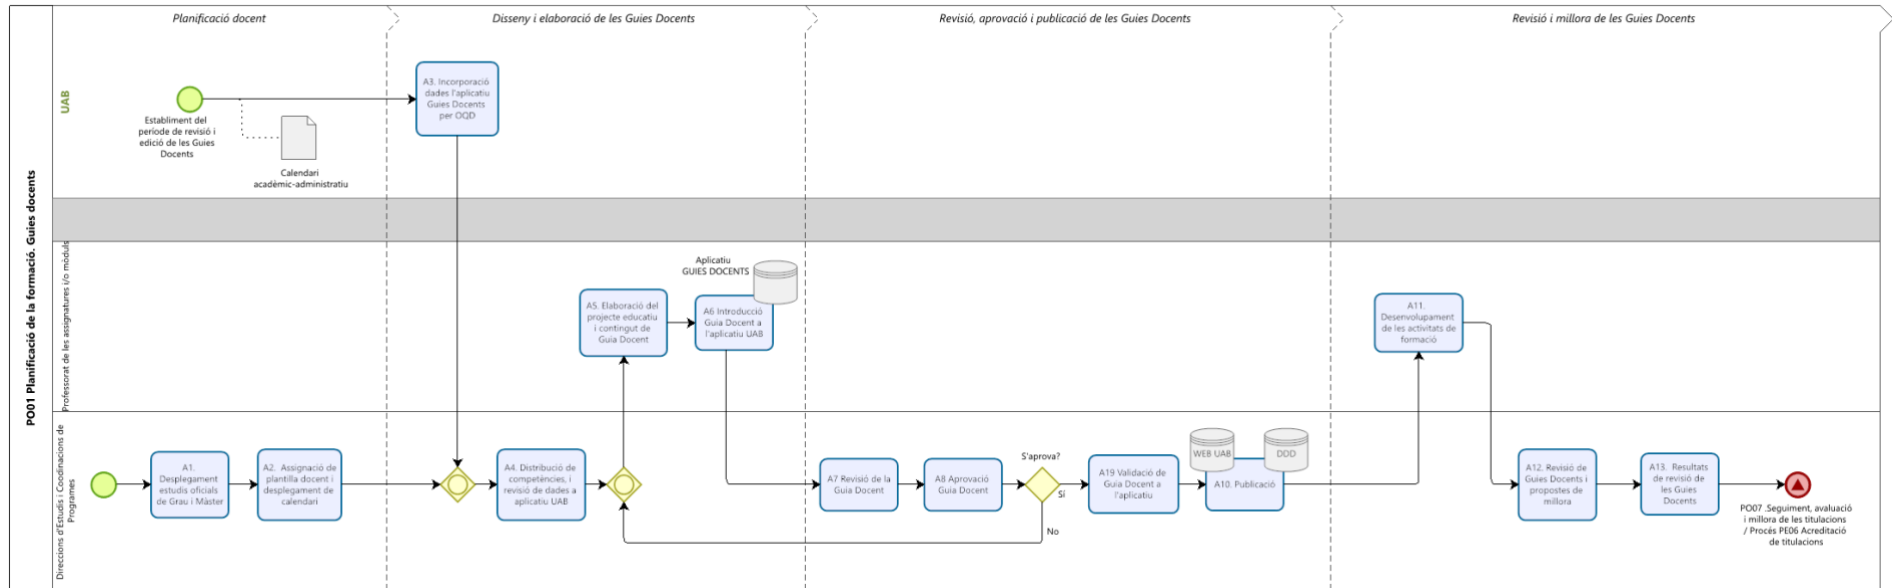 PO01 Planificació de la formació. Guies docents
Planificació docent
Disseny i elaboració de les Guies Docents
Revisió, aprovació i publicació de les Guies Docents
Revisió i millora de les Guies Docents
UAB
Establiment del
període de revisió i
edició de les Guies
Docents
Calendari
acadèmic-administratiu
A3. Incorporació
dades l'aplicatiu
Guies Docents
per OQD
Professorat de les assignatures i/o mòduls
A5. Elaboració del
projecte educatiu
i contingut de
Guia Docent
Aplicatiu
GUIES DOCENTS
A6 Introducció
Guia Docent a
l'aplicatiu UAB
A11.
Desenvolupament
de les activitats de
formació
Direccions d'Estudis i Coodinacions de
Programes
A1.
Desplegament
estudis oficials
de Grau i Màster
A2. Assignació de
plantilla docent i
desplegament de
calendari
A4. Distribució de
competències, i
revisió de dades a
aplicatiu UAB
A7 Revisió de la
Guia Docent
A8 Aprovació
Guia Docent
S'aprova?
Sí
No
A19 Validació de
Guia Docent a
l'aplicatiu
WEB UAB
DDD
A10. Publicació
A12. Revisió de
Guies Docents i
propostes de
millora
A13. Resultats
de revisió de
les Guies
Docents
PO07 .Seguiment, avaluació
i millora de les titulacions
/ Procés PE06 Acreditació
de titulacions